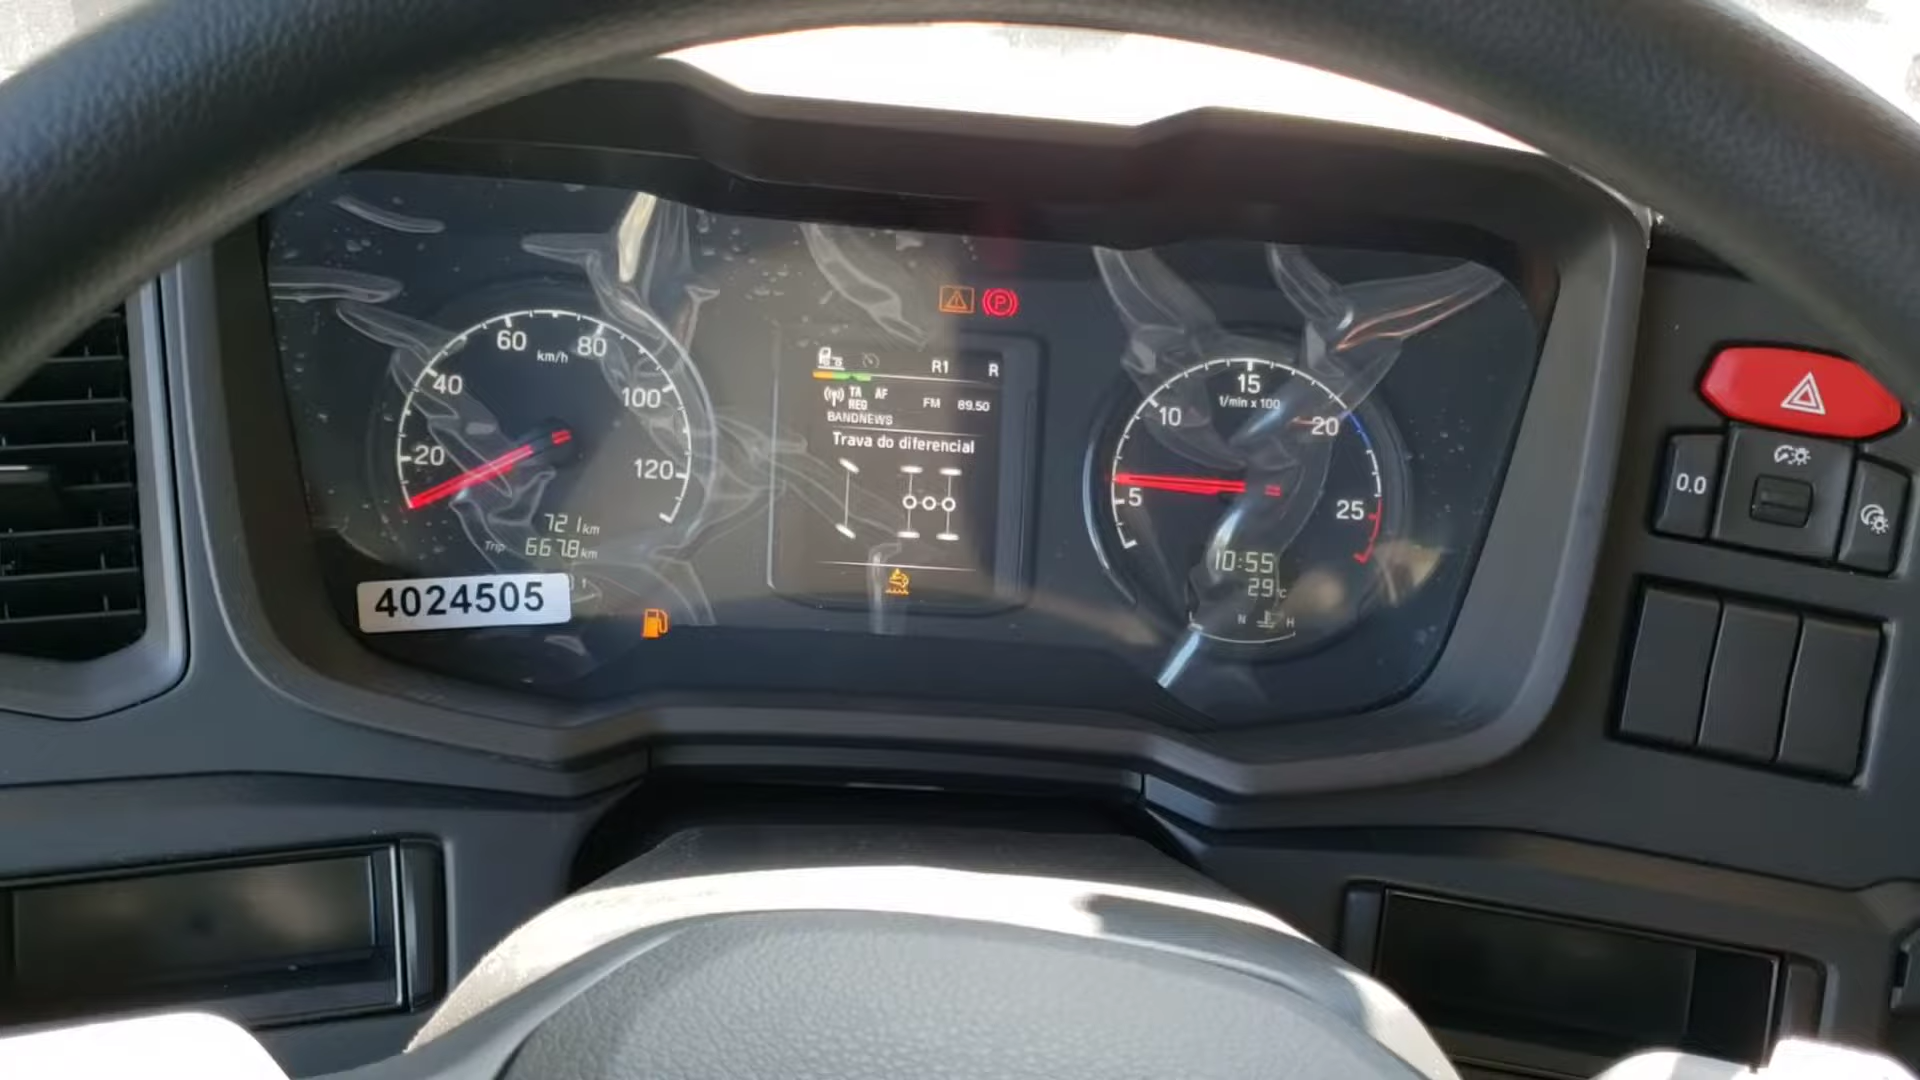 60
80
km/h
40
100
20
120
721 km
Trip 667.8 km
4024505
P
R1 R
TA AF
REG
FM 89.50
BANDNEWS
Trava do diferencial
15
1/min x 100
10
20
5
25
10:55
29°C
N H
0.0